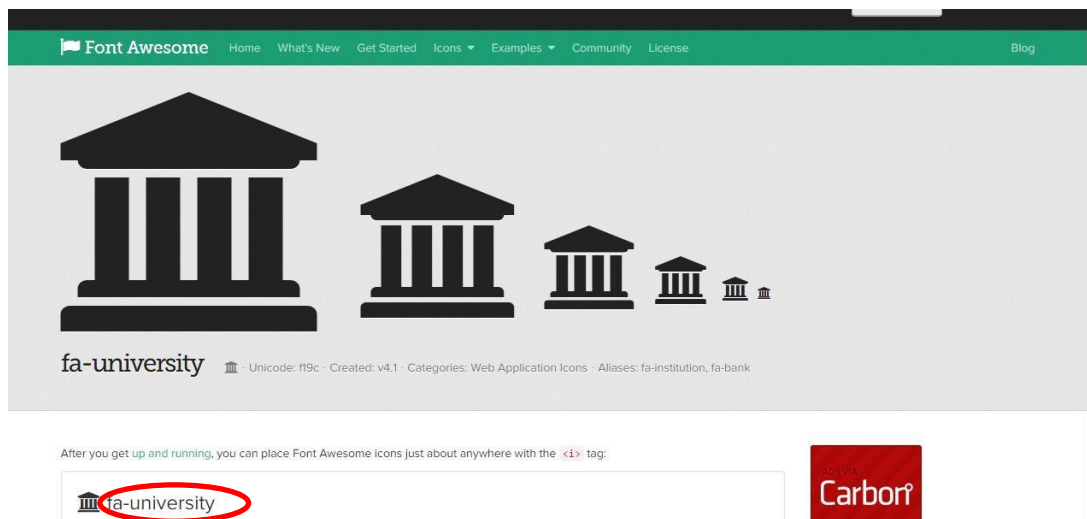 Font Awesome Home What's New Get Started Icons Examples Community License Blog
fa-university · Unicode: f19c · Created: v4.1 · Categories: Web Application Icons · Aliases: fa-institution, fa-bank
After you get up and running, you can place Font Awesome icons just about anywhere with the <i> tag:
fa-university
ADS VIA
Carbon